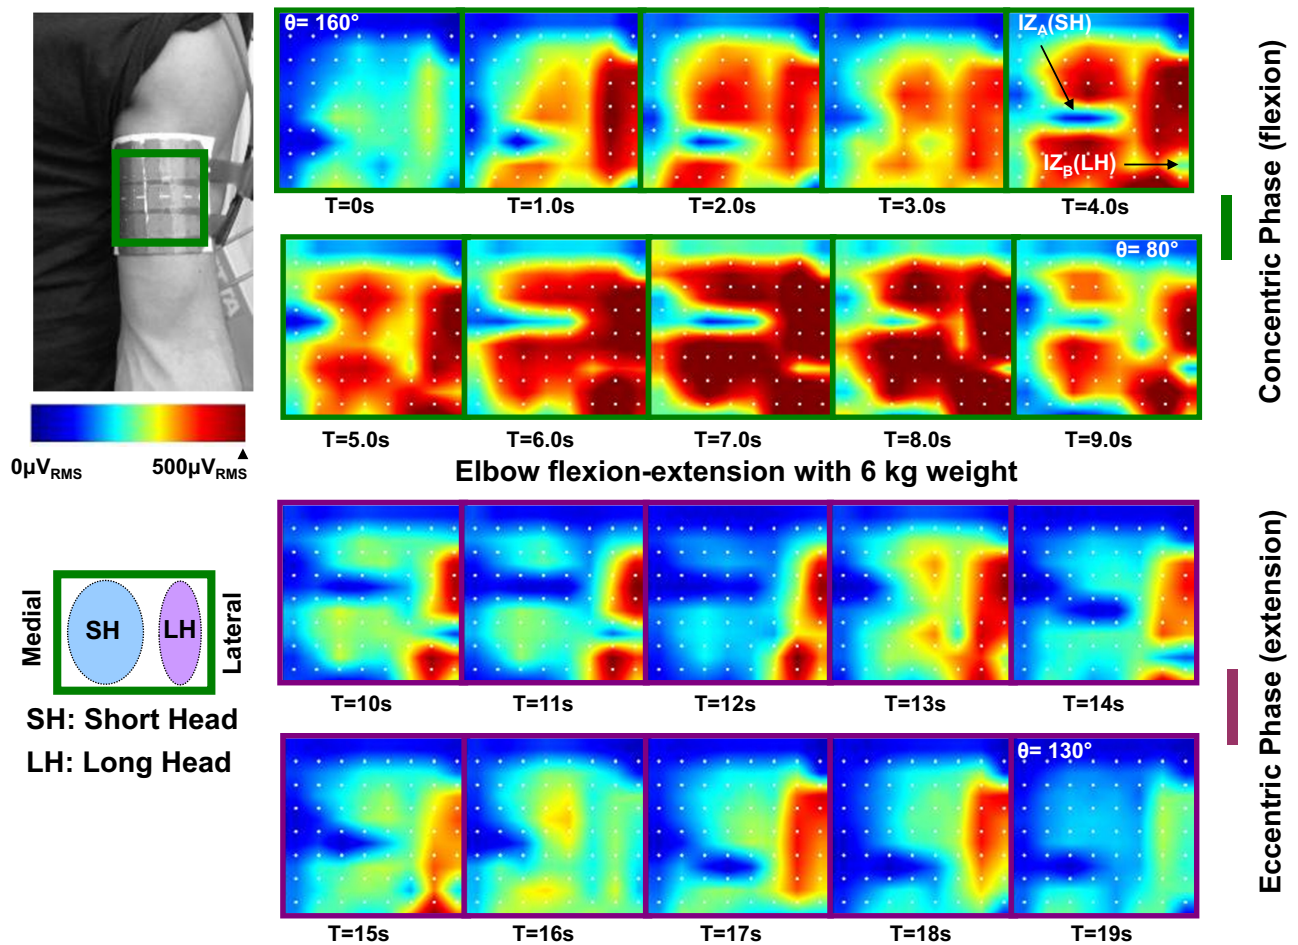 θ= 160°
IZA(SH)
IZB(LH)
T=0s
T=1.0s
T=2.0s
T=3.0s
T=4.0s
θ= 80°
T=5.0s
T=6.0s
T=7.0s
T=8.0s
T=9.0s
Concentric Phase (flexion)
0µVRMS
500µVRMS
Elbow flexion-extension with 6 kg weight
Medial
SH
LH
Lateral
SH: Short Head
LH: Long Head
T=10s
T=11s
T=12s
T=13s
T=14s
θ= 130°
T=15s
T=16s
T=17s
T=18s
T=19s
Eccentric Phase (extension)